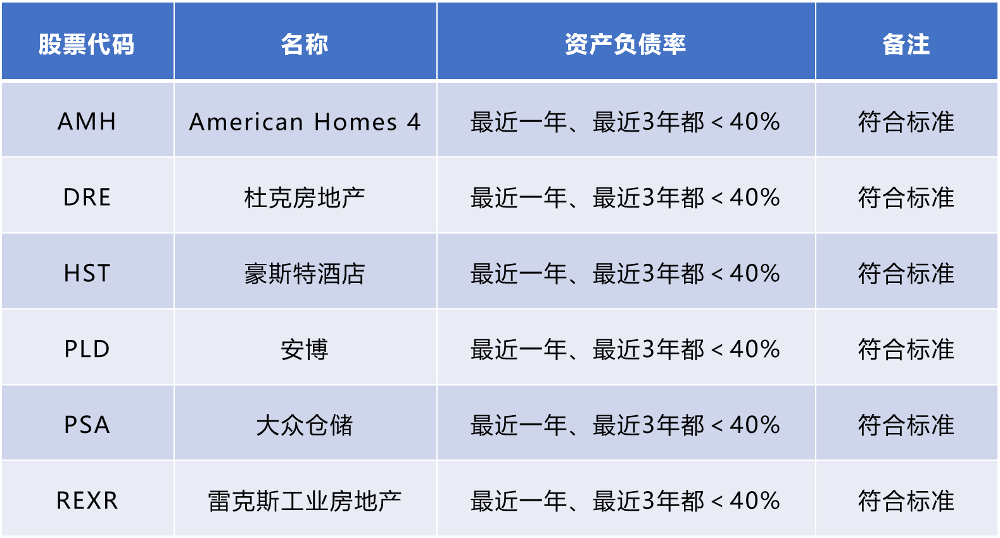 股票代码 名称 资产负债率 备注
AMH American Homes 4 最近一年、最近3年都＜40% 符合标准
DRE 杜克房地产 最近一年、最近3年都＜40% 符合标准
HST 豪斯特酒店 最近一年、最近3年都＜40% 符合标准
PLD 安博 最近一年、最近3年都＜40% 符合标准
PSA 大众仓储 最近一年、最近3年都＜40% 符合标准
REXR 雷克斯工业房地产 最近一年、最近3年都＜40% 符合标准